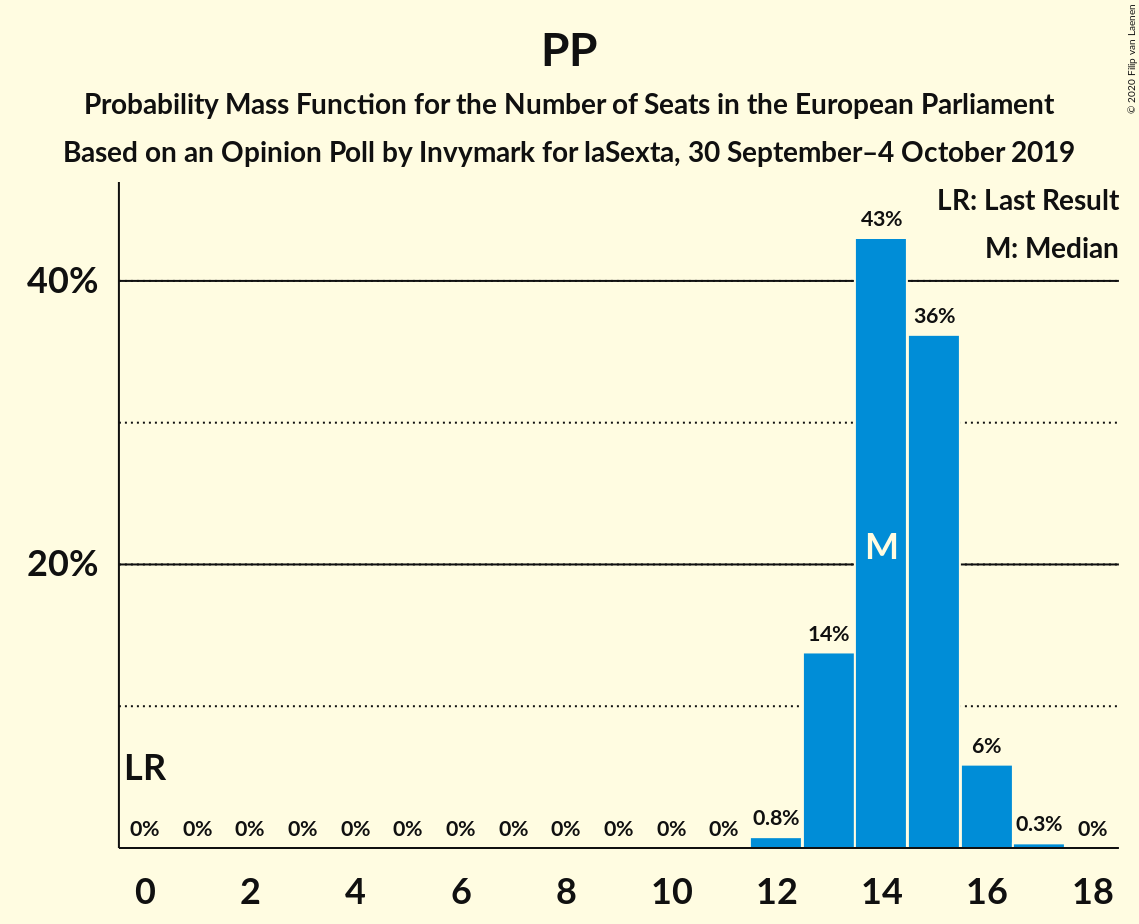 © 2020 Filip van Laenen
PP
Probability Mass Function for the Number of Seats in the European Parliament
Based on an Opinion Poll by Invymark for laSexta, 30 September–4 October 2019
LR: Last Result
M: Median
43%
40%
36%
M
20%
14%
LR
6%
0% 0% 0% 0% 0% 0% 0% 0% 0% 0% 0% 0% 0.8% 0.3% 0%
0 2 4 6 8 10 12 14 16 18